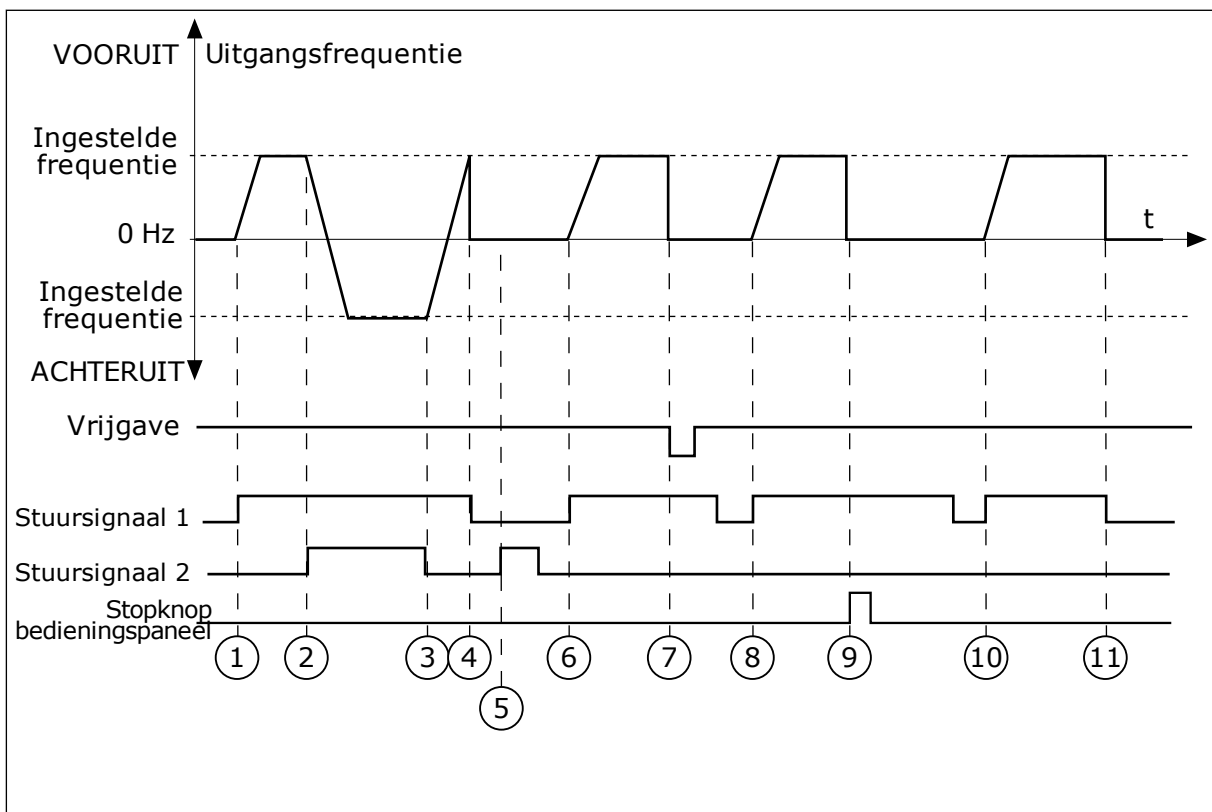 VOORUIT
Uitgangsfrequentie
Ingestelde
frequentie
0 Hz
t
Ingestelde
frequentie
ACHTERUIT
Vrijgave
Stuursignaal 1
Stuursignaal 2
Stopknop
bedieningspaneel
1 2 3 4 6 7 8 9 10 11
5